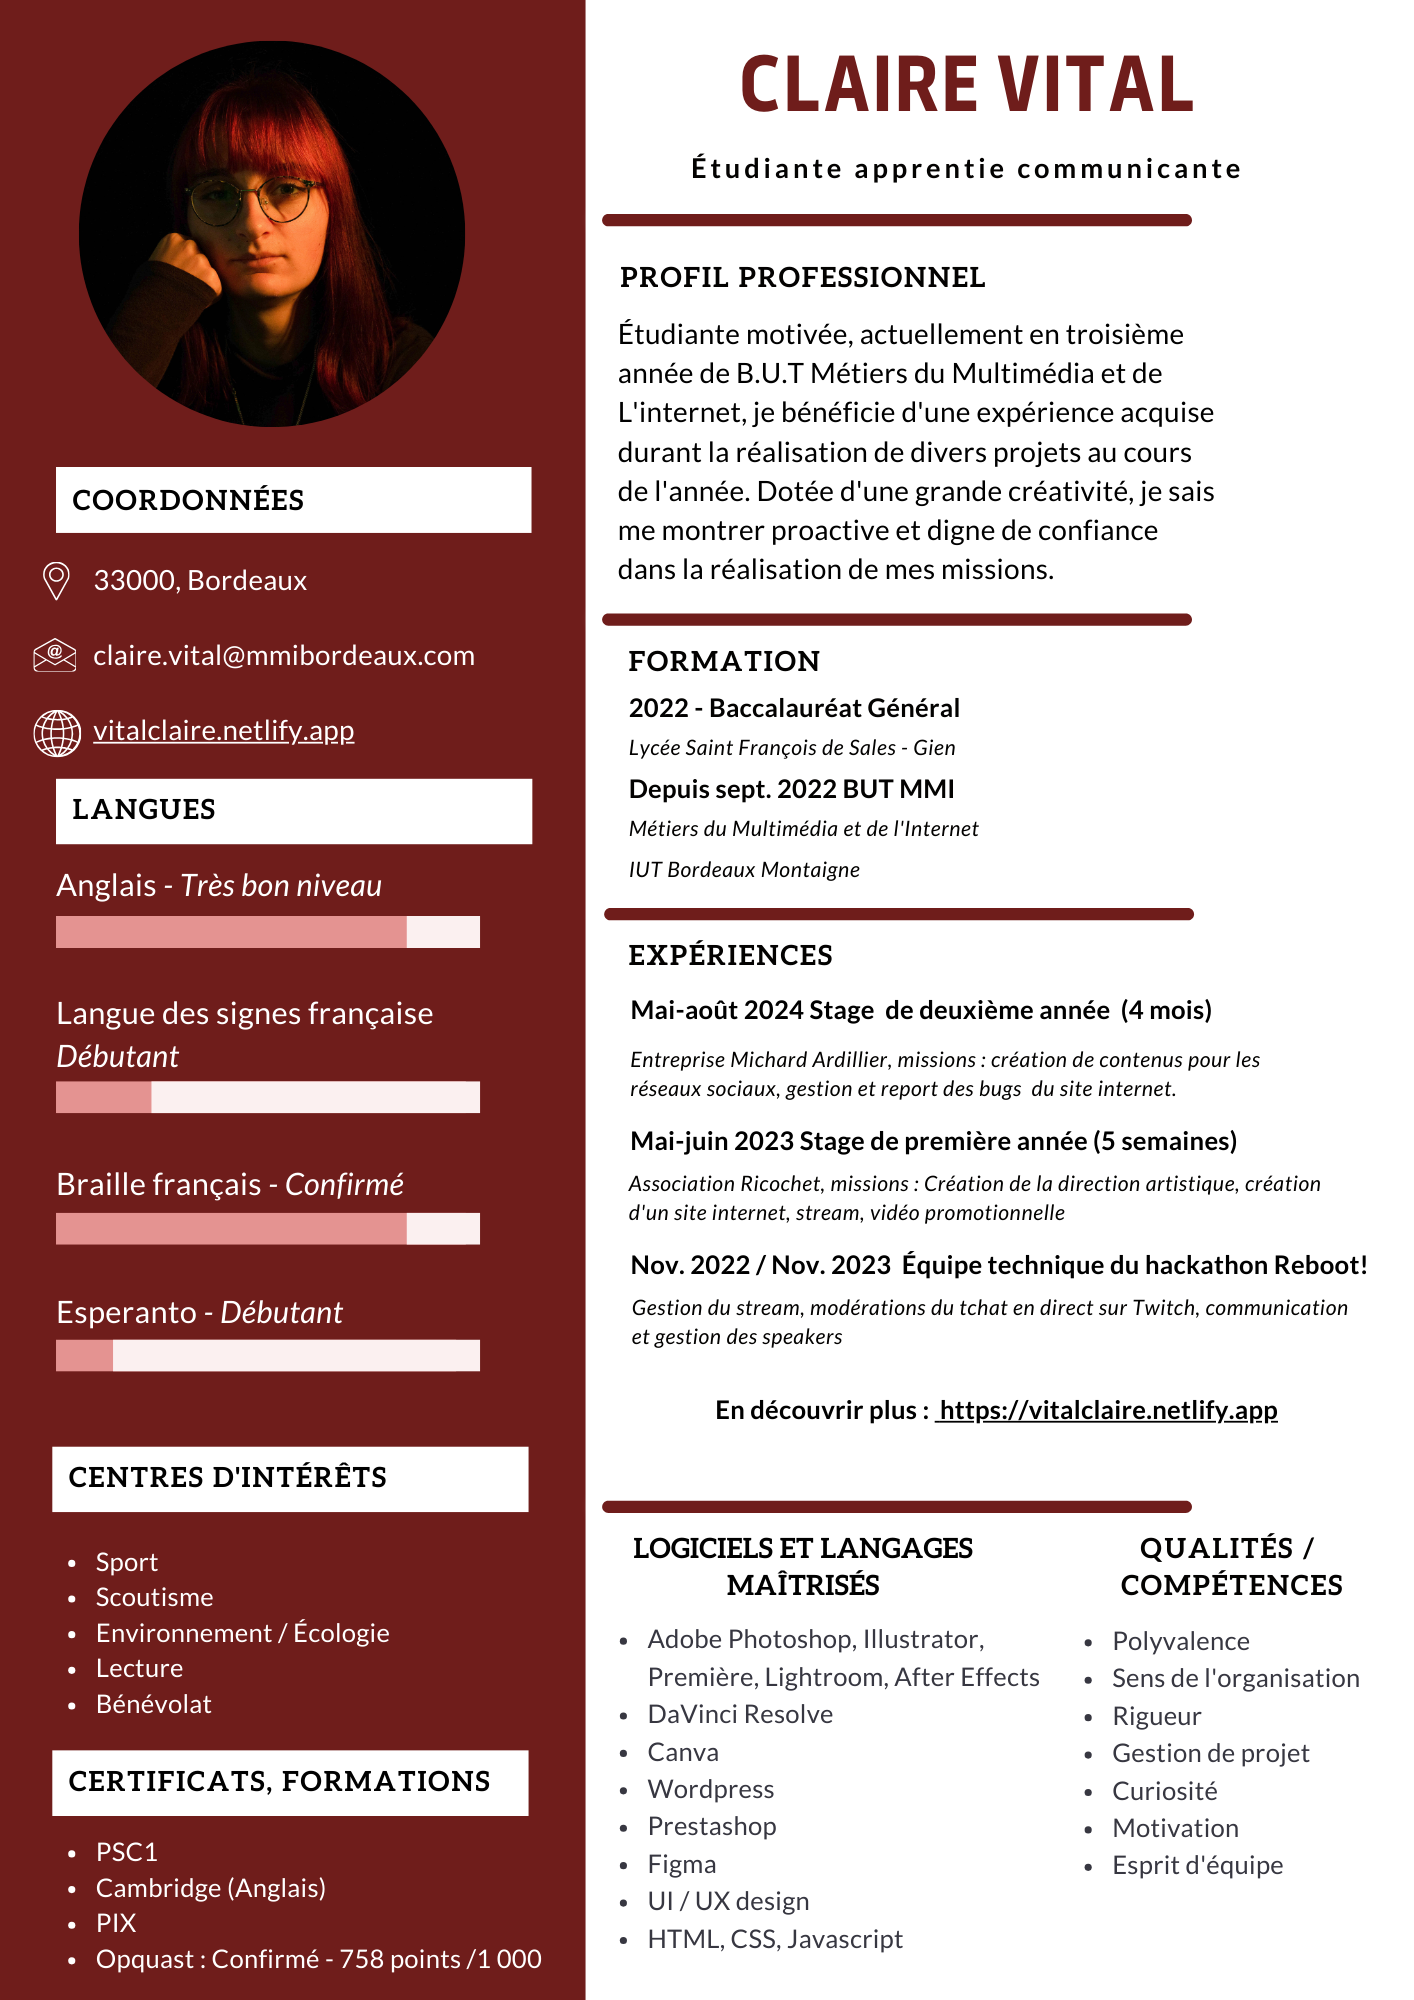 CLAIRE VITAL
Étudiante apprentie communicante
COORDONNÉES
33000, Bordeaux
claire.vital@mmibordeaux.com
vitalclaire.netlify.app
LANGUES
Anglais - Très bon niveau
Langue des signes française
Débutant
Braille français - Confirmé
Esperanto - Débutant
CENTRES D'INTÉRÊTS
• Sport
• Scoutisme
• Environnement / Écologie
• Lecture
• Bénévolat
CERTIFICATS, FORMATIONS
• PSC1
• Cambridge (Anglais)
• PIX
• Opquast : Confirmé - 758 points /1 000
PROFIL PROFESSIONNEL
Étudiante motivée, actuellement en troisième
année de B.U.T Métiers du Multimédia et de
L'internet, je bénéficie d'une expérience acquise
durant la réalisation de divers projets au cours
de l'année. Dotée d'une grande créativité, je sais
me montrer proactive et digne de confiance
dans la réalisation de mes missions.
FORMATION
2022 - Baccalauréat Général
Lycée Saint François de Sales - Gien
Depuis sept. 2022 BUT MMI
Métiers du Multimédia et de l'Internet
IUT Bordeaux Montaigne
EXPÉRIENCES
Mai-août 2024 Stage de deuxième année (4 mois)
Entreprise Michard Ardillier, missions : création de contenus pour les
réseaux sociaux, gestion et report des bugs du site internet.
Mai-juin 2023 Stage de première année (5 semaines)
Association Ricochet, missions : Création de la direction artistique, création
d'un site internet, stream, vidéo promotionnelle
Nov. 2022 / Nov. 2023 Équipe technique du hackathon Reboot!
Gestion du stream, modérations du tchat en direct sur Twitch, communication
et gestion des speakers
En découvrir plus : https://vitalclaire.netlify.app
LOGICIELS ET LANGAGES
MAÎTRISÉS
• Adobe Photoshop, Illustrator,
Première, Lightroom, After Effects
• DaVinci Resolve
• Canva
• Wordpress
• Prestashop
• Figma
• UI / UX design
• HTML, CSS, Javascript
QUALITÉS /
COMPÉTENCES
• Polyvalence
• Sens de l'organisation
• Rigueur
• Gestion de projet
• Curiosité
• Motivation
• Esprit d'équipe